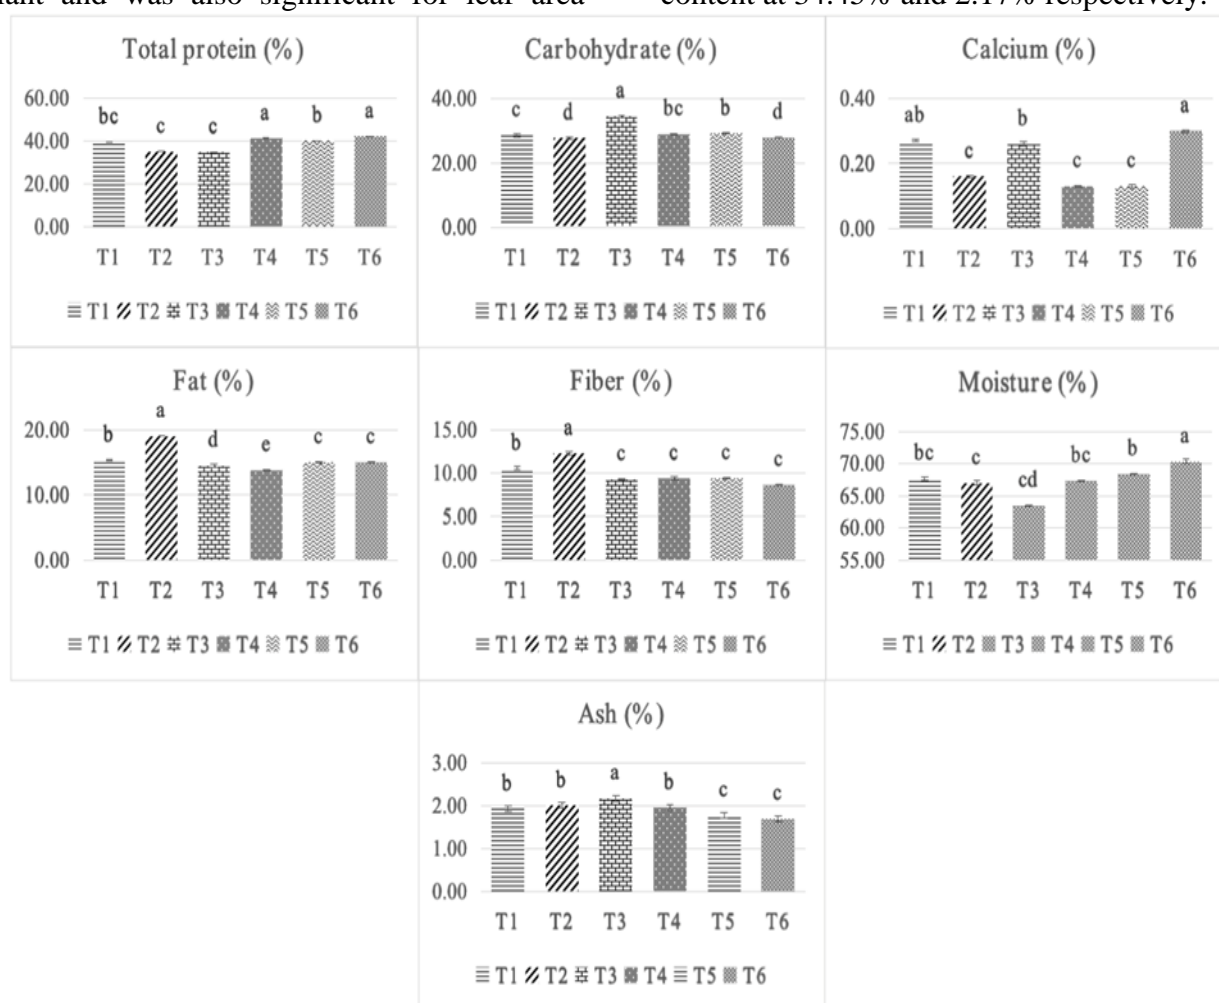 and was also significant for leaf area
content at 34.45% and 2.17% respectively.
Total protein (%)
60.00
40.00
20.00
0.00
bc c c a b a
T1 T2 T3 T4 T5 T6
T1 T2 T3 T4 T5 T6
Carbohydrate (%)
40.00
20.00
0.00
c d a bc b d
T1 T2 T3 T4 T5 T6
T1 T2 T3 T4 T5 T6
Calcium (%)
0.40
0.20
0.00
ab c b c c a
T1 T2 T3 T4 T5 T6
T1 T2 T3 T4 T5 T6
Fat (%)
20.00
10.00
0.00
b a d e c c
T1 T2 T3 T4 T5 T6
T1 T2 T3 T4 T5 T6
Fiber (%)
15.00
10.00
5.00
0.00
b a c c c c
T1 T2 T3 T4 T5 T6
T1 T2 T3 T4 T5 T6
Moisture (%)
75.00
70.00
65.00
60.00
55.00
bc c cd bc b a
T1 T2 T3 T4 T5 T6
T1 T2 T3 T4 T5 T6
Ash (%)
3.00
2.00
1.00
0.00
b b a b c c
T1 T2 T3 T4 T5 T6
T1 T2 T3 T4 T5 T6